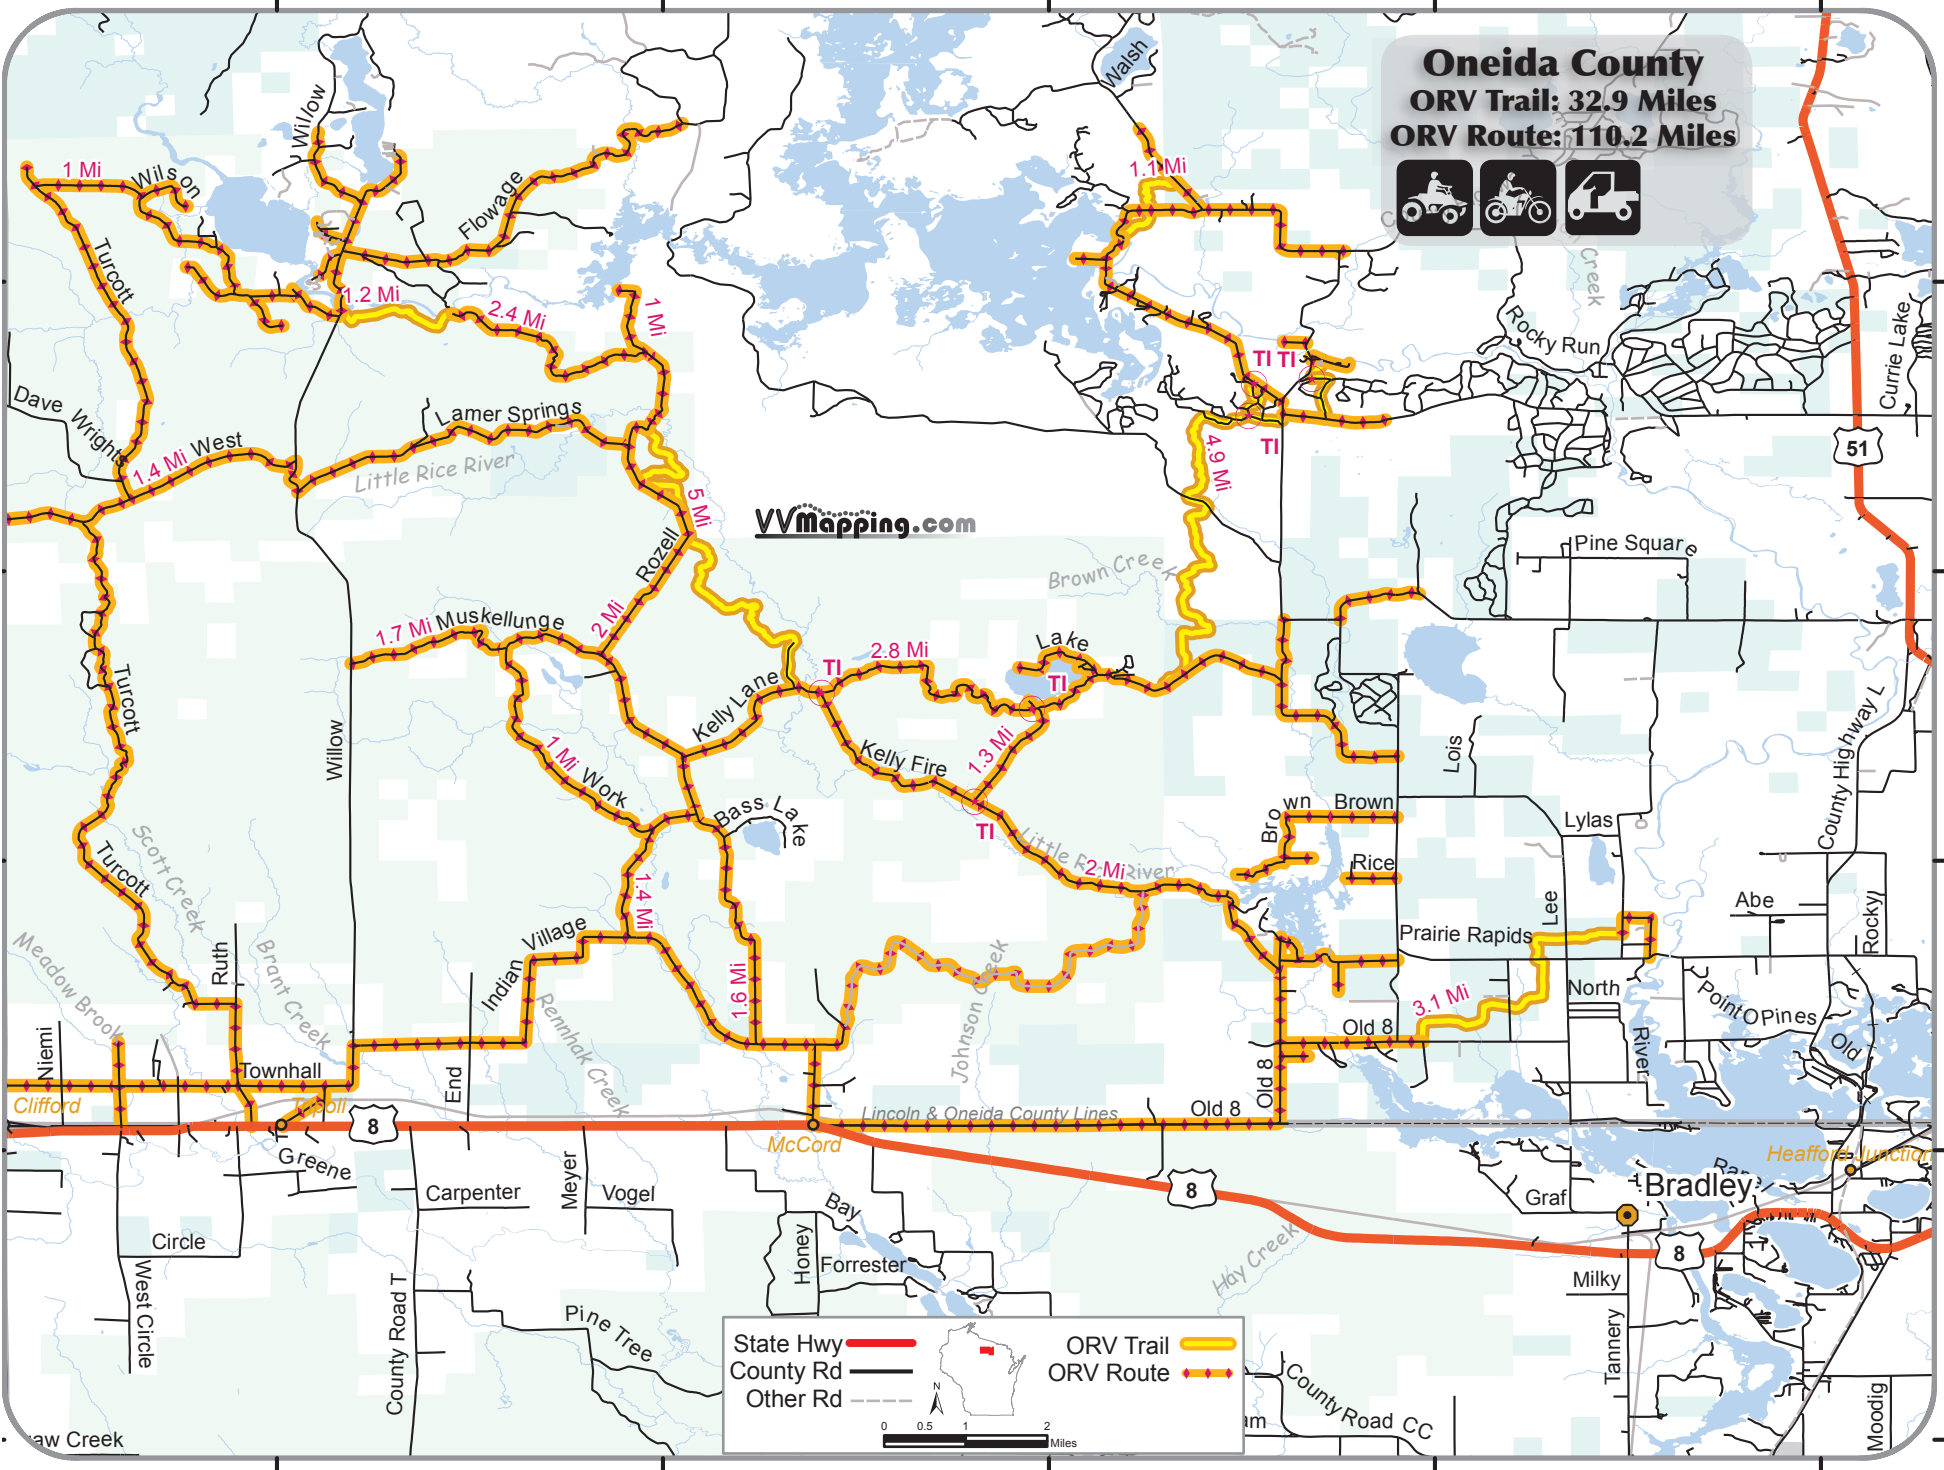 Oneida County
ORV Trail: 32.9 Miles
ORV Route: 110.2 Miles
Walsh
Willow
1 Mi
Wilson
Flowage
1.1 Mi
Creek
Turcott
1.2 Mi
2.4 Mi
1 Mi
Rocky Run
Currie Lake
TI TI
Dave Wrights
Lamer Springs
1.4 Mi West
Little Rice River
TI
4.9 Mi
51
5 Mi
VVMapping.com
Rozell
Pine Square
Brown Creek
1.7 Mi Muskellunge
2 Mi
Lake
2.8 Mi
TI
TI
Turcott
Willow
Kelly Lane
County Highway L
Lois
1.3 Mi
Kelly Fire
1 Mi Work
Bass Lake
Brown
Brown
Lylas
TI
Scott Creek
Turcott
Little Rice River
2 Mi
Rice
1.4 Mi
Lee
Abe
Rocky
Village
Prairie Rapids
Meadow Brook
Ruth
Brant Creek
Indian
1.6 Mi
Johnson Creek
North
3.1 Mi
Point O Pines
Rennhak Creek
Old 8
River
Old
Niemi
Townhall
End
Old 8
Clifford
Tripoli
8
Lincoln & Oneida County Lines
Old 8
McCord
Heafford Junction
Greene
Meyer
8
Bradley
Carpenter
Vogel
Bay
Graf
Circle
Honey
Forrester
Hay Creek
8
Milky
West Circle
County Road T
Pine Tree
Tannery
State Hwy
County Rd
Other Rd
N
0 0.5 1 2
Miles
ORV Trail
ORV Route
County Road CC
Moodig
aw Creek
am